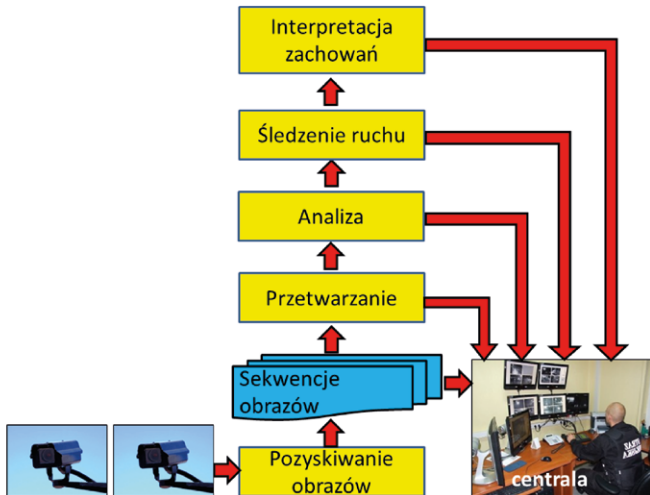 Interpretacja
zachowań
Śledzenie ruchu
Analiza
Przetwarzanie
Sekwencje
obrazów
Pozyskiwanie
obrazów
centrala